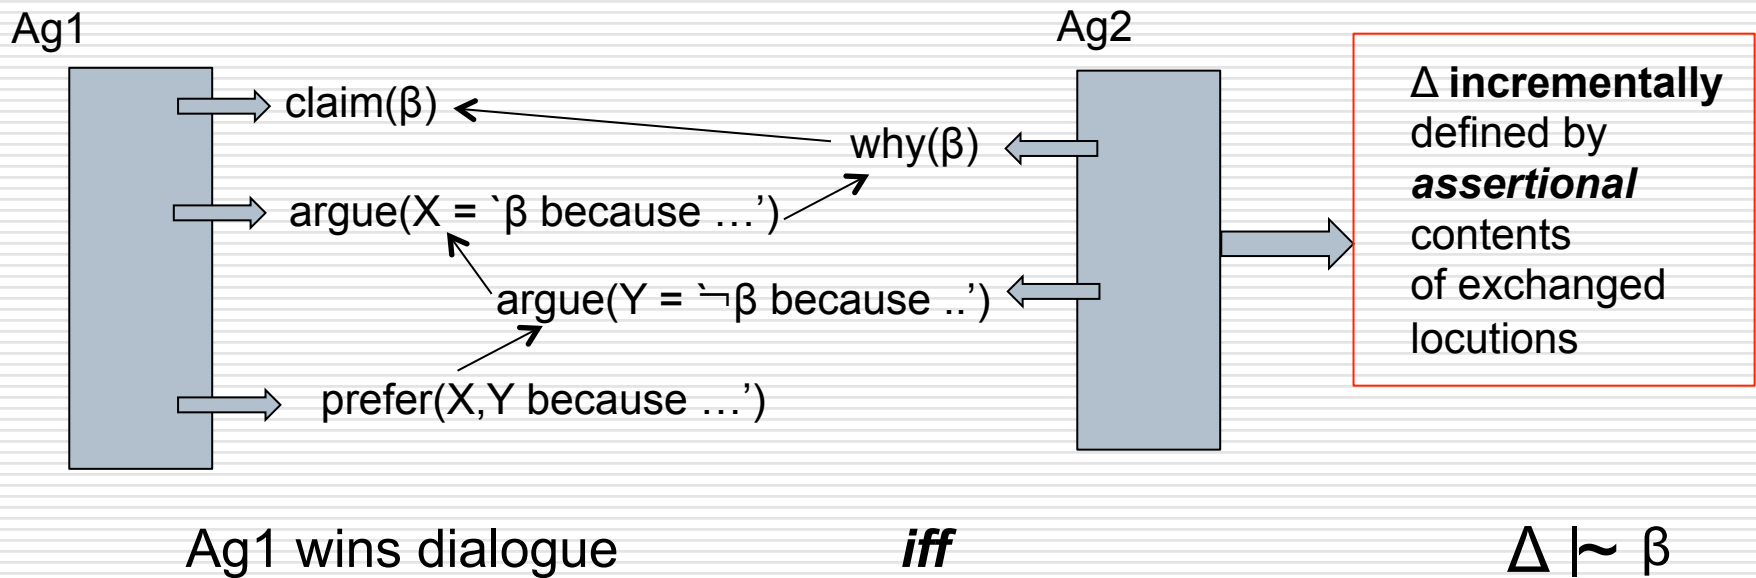 Ag1
Ag2
claim(β)
why(β)
argue(X = `β because …’)
argue(Y = `¬β because ..’)
prefer(X,Y because …’)
Δ incrementally
defined by
assertional
contents
of exchanged
locutions
Ag1 wins dialogue iff Δ |~ β